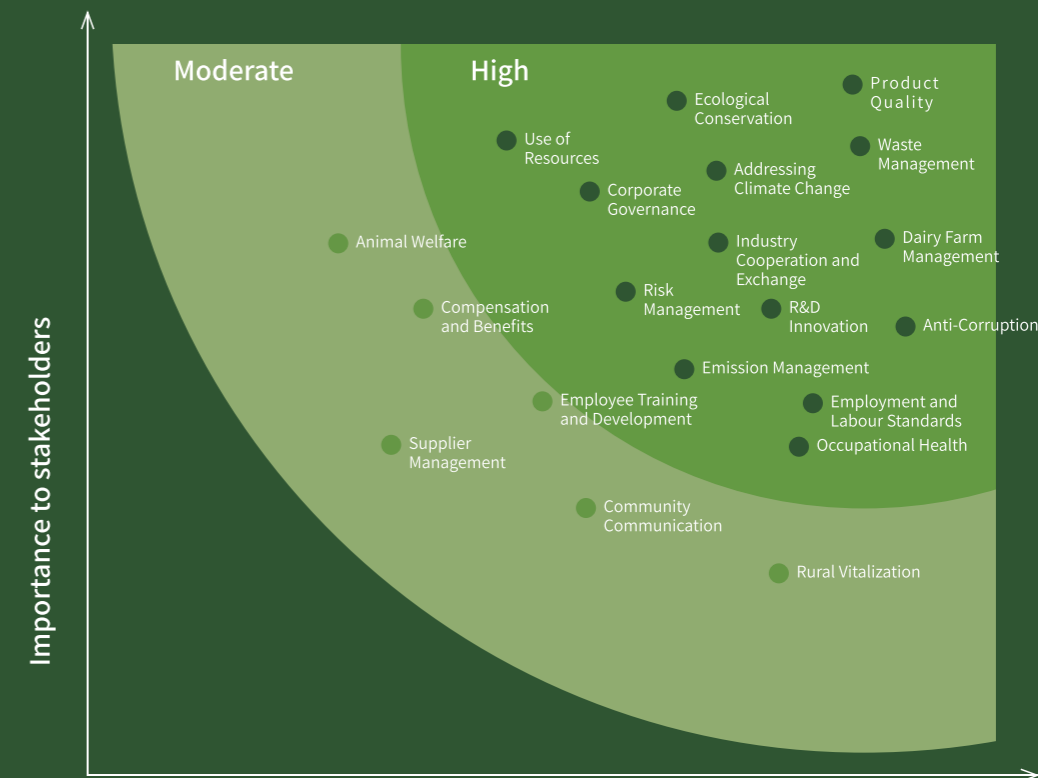 Moderate
High
Product
Quality
Ecological
Conservation
Use of
Resources
Waste
Management
Addressing
Climate Change
Corporate
Governance
Animal Welfare
Industry
Cooperation and
Exchange
Dairy Farm
Management
Risk
Management
Compensation
and Benefits
R&D
Innovation
Anti-Corruption
Emission Management
Employee Training
and Development
Employment and
Labour Standards
Supplier
Management
Occupational Health
Community
Communication
Rural Vitalization
Importance to stakeholders